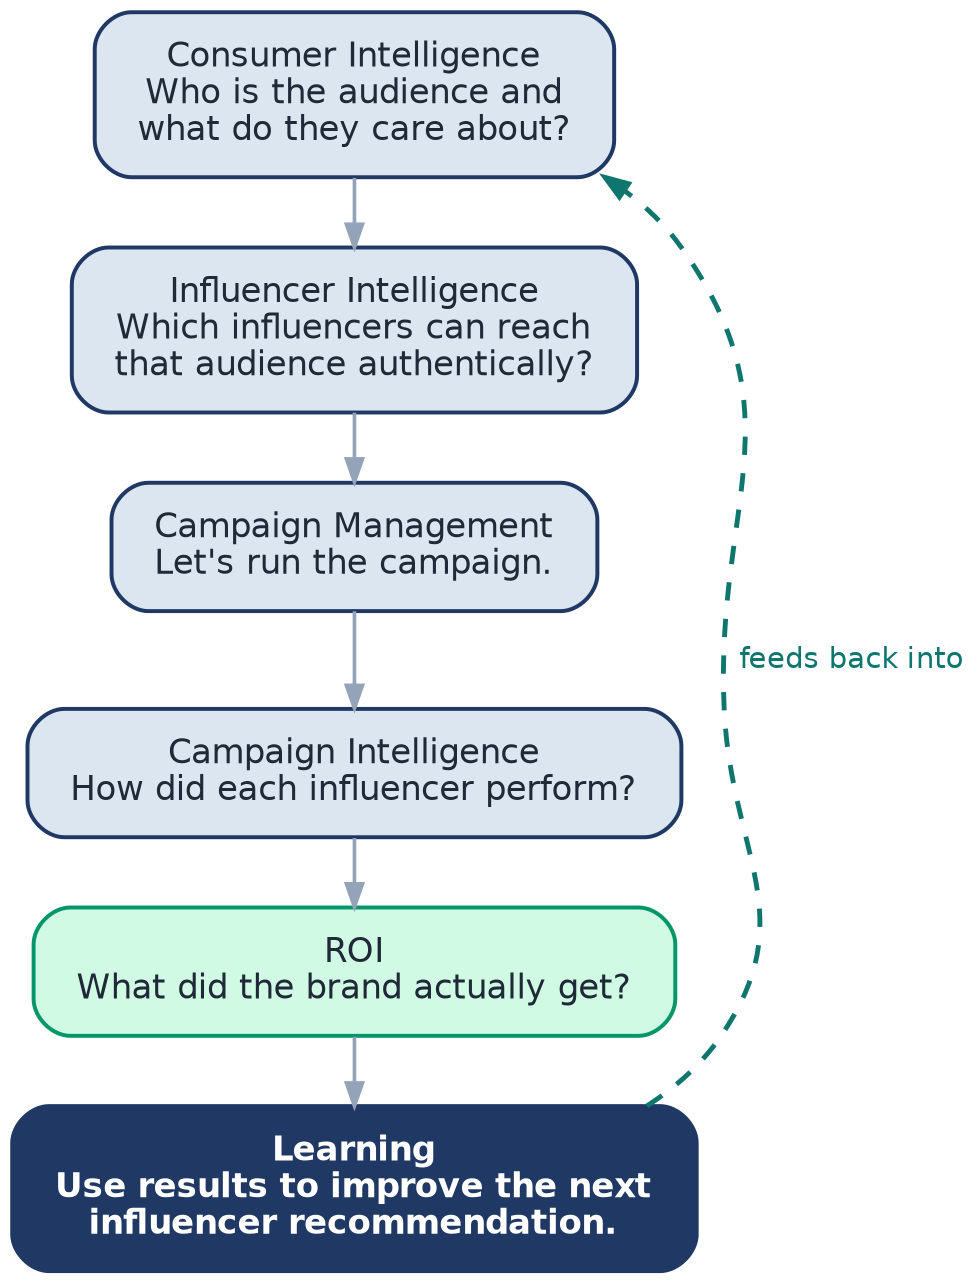 Consumer Intelligence
Who is the audience and
what do they care about?
Influencer Intelligence
Which influencers can reach
that audience authentically?
Campaign Management
Let's run the campaign.
feeds back into
Campaign Intelligence
How did each influencer perform?
ROI
What did the brand actually get?
Learning
Use results to improve the next
influencer recommendation.